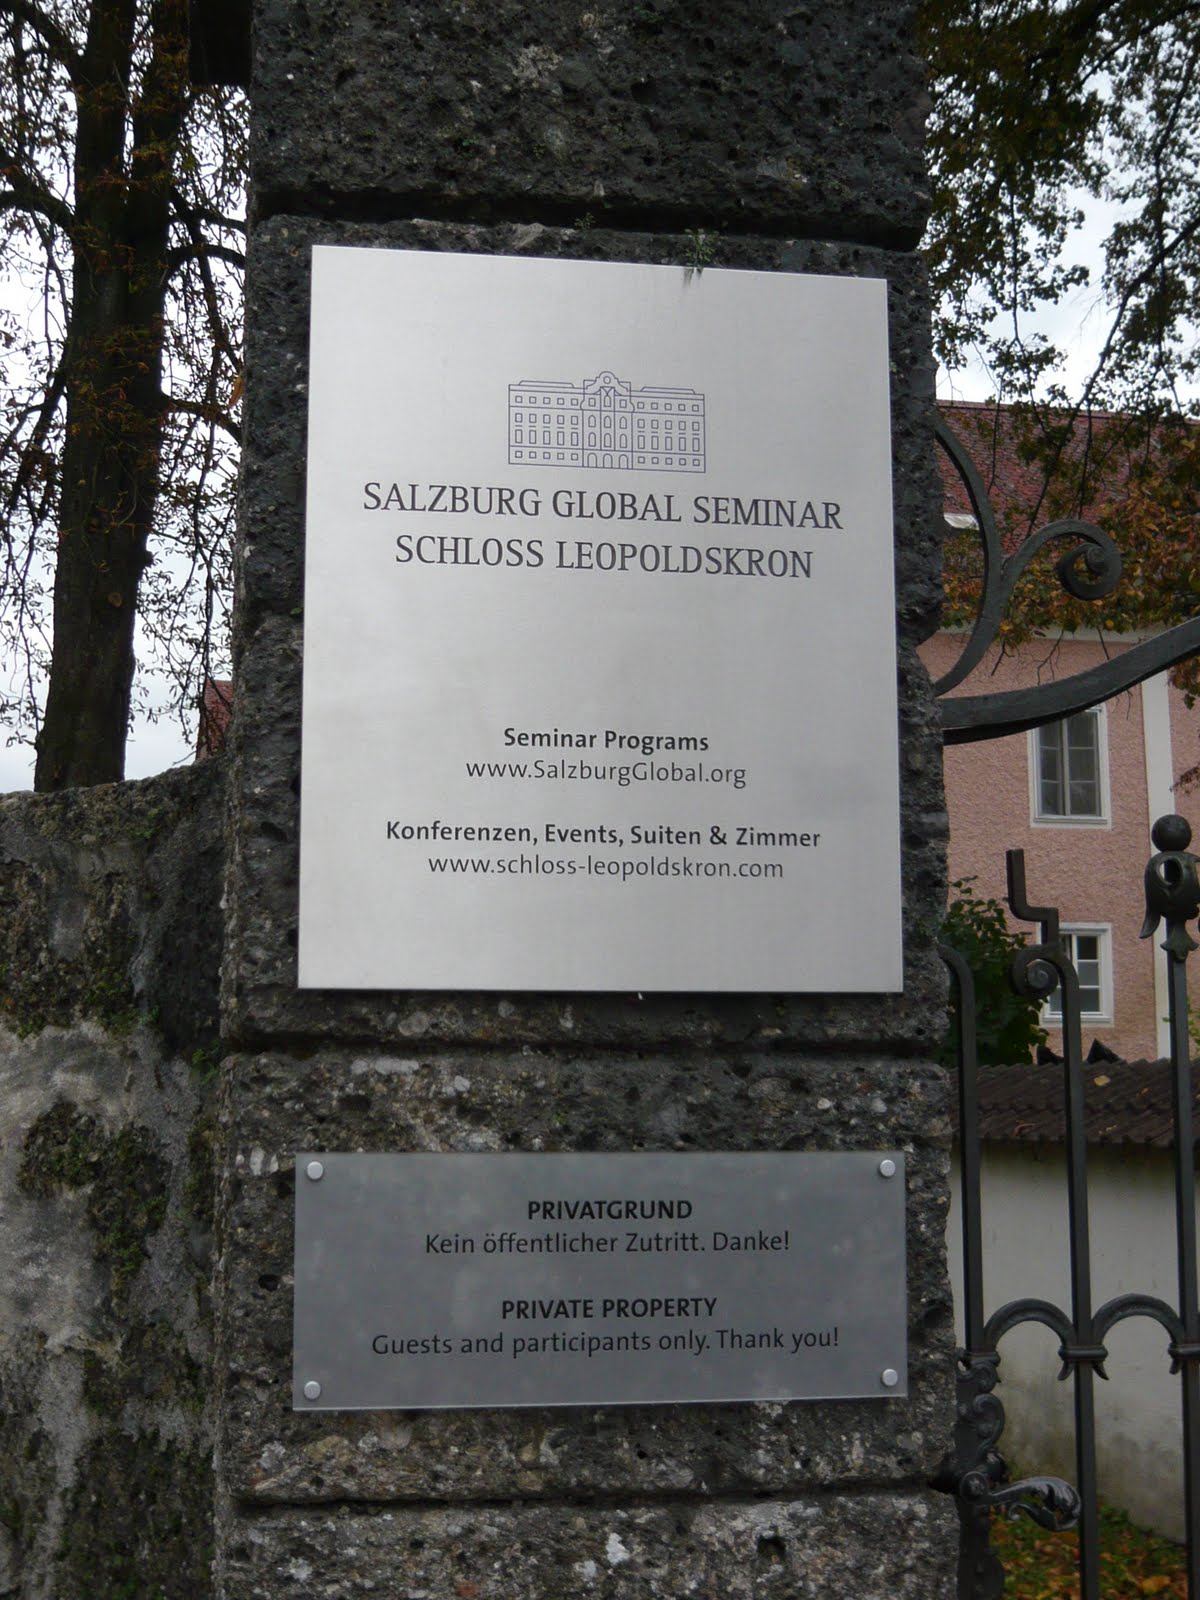 SALZBURG GLOBAL SEMINAR
SCHLOSS LEOPOLDSKRON
Seminar Programs
www.SalzburgGlobal.org
Konferenzen, Events, Suiten & Zimmer
www.schloss-leopoldskron.com
PRIVATGRUND
Kein öffentlicher Zutritt. Danke!
PRIVATE PROPERTY
Guests and participants only. Thank you!